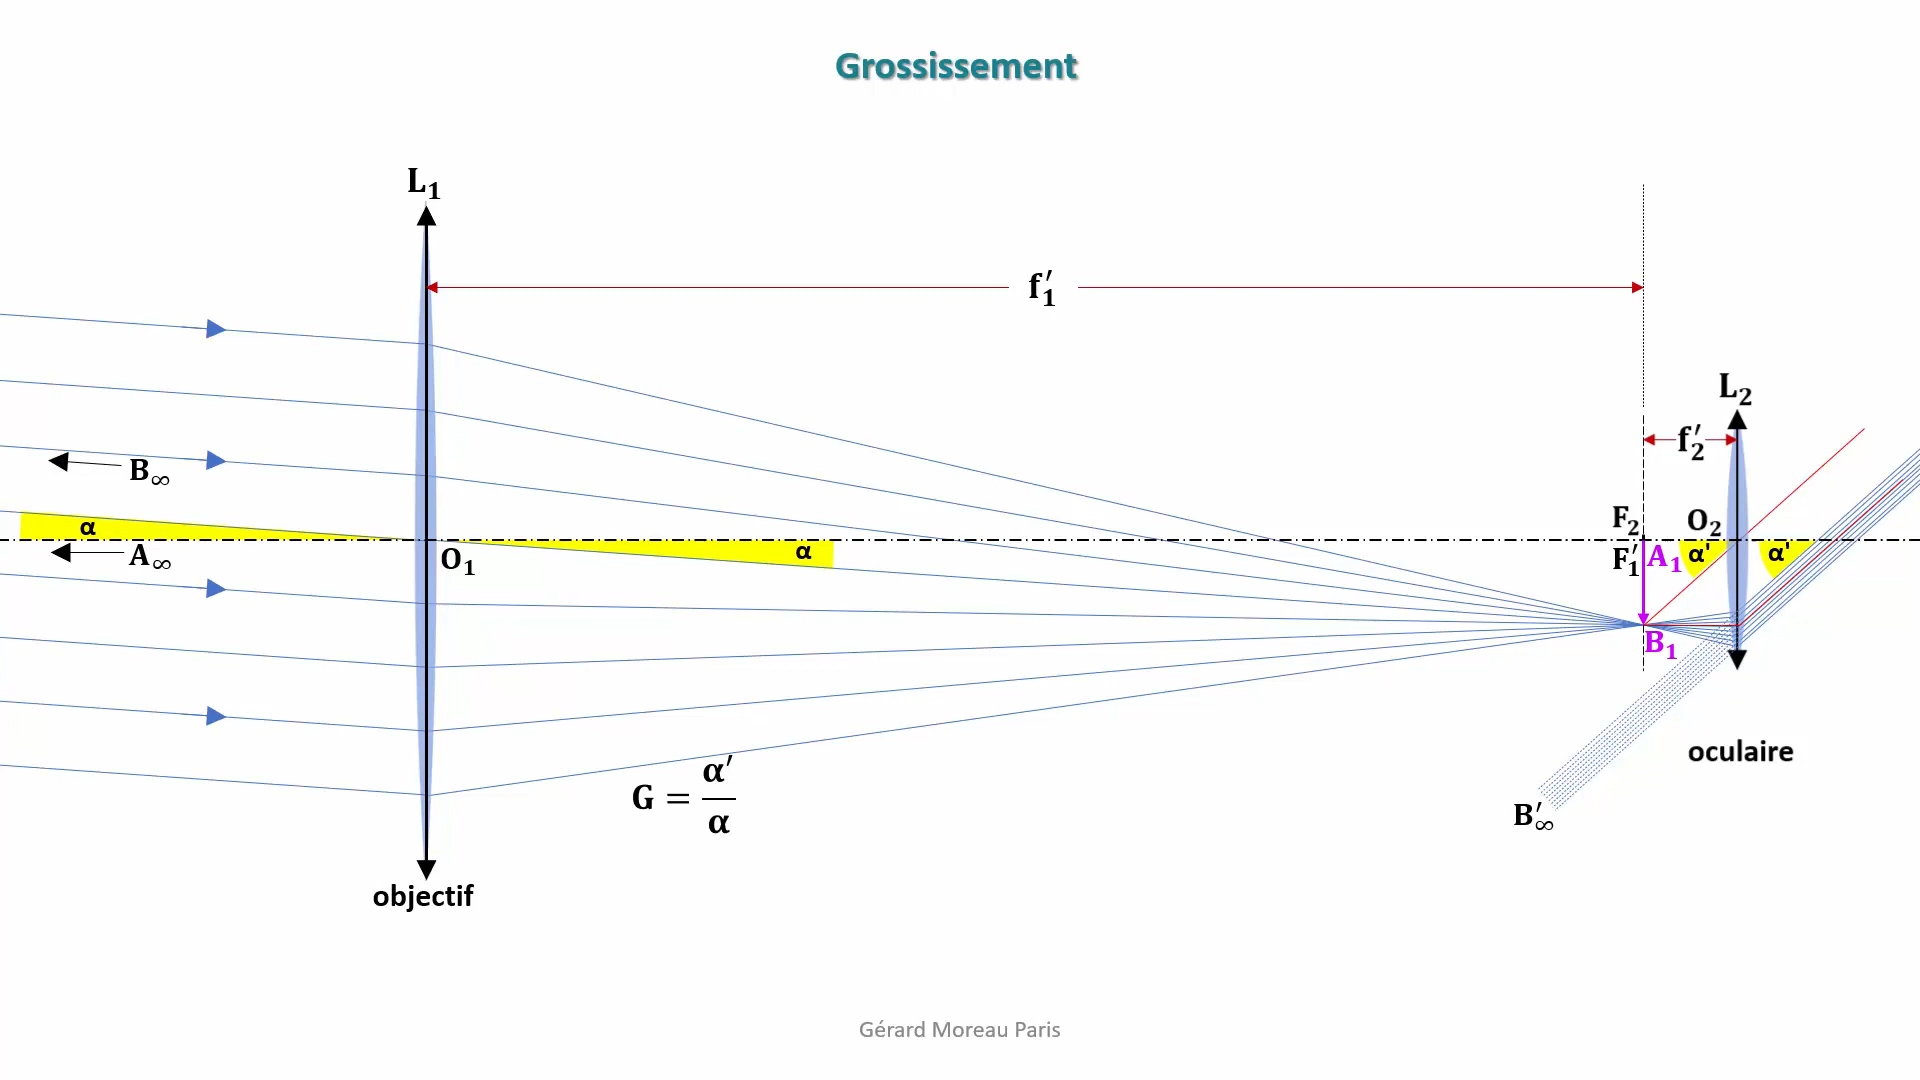 Grossissement
L₁
f′₁
L₂
f′₂
B∞
α
A∞
O₁
α
F₂
O₂
F′₁
A₁
α'
α'
B₁
oculaire
G = α′/α
B′∞
objectif
Gérard Moreau Paris